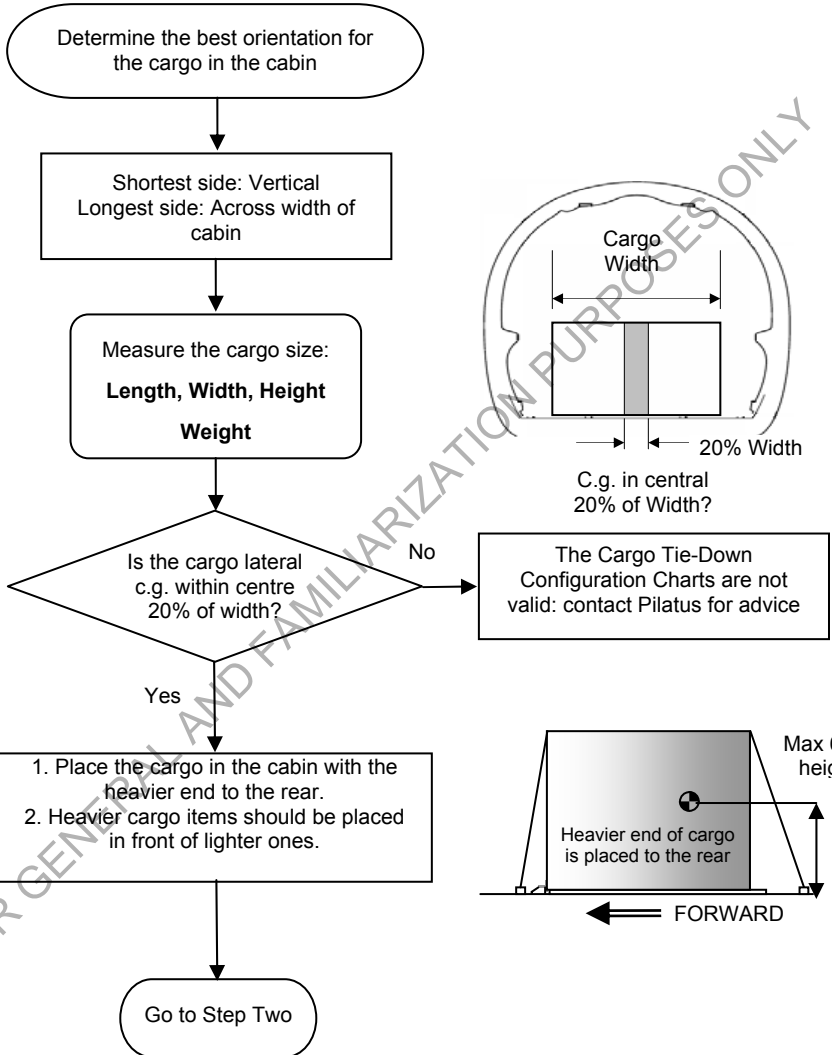 Determine the best orientation for
the cargo in the cabin
Shortest side: Vertical
Longest side: Across width of
cabin
Measure the cargo size:
Length, Width, Height
Weight
Cargo
Width
20% Width
C.g. in central
20% of Width?
Is the cargo lateral
c.g. within centre
20% of width?
No
The Cargo Tie-Down
Configuration Charts are not
valid: contact Pilatus for advice
Yes
1. Place the cargo in the cabin with the
heavier end to the rear.
2. Heavier cargo items should be placed
in front of lighter ones.
Max
Heavier end of cargo
is placed to the rear
FORWARD
Go to Step Two
GENERAL AND FAMILIARIZATION PURPOSES ONLY